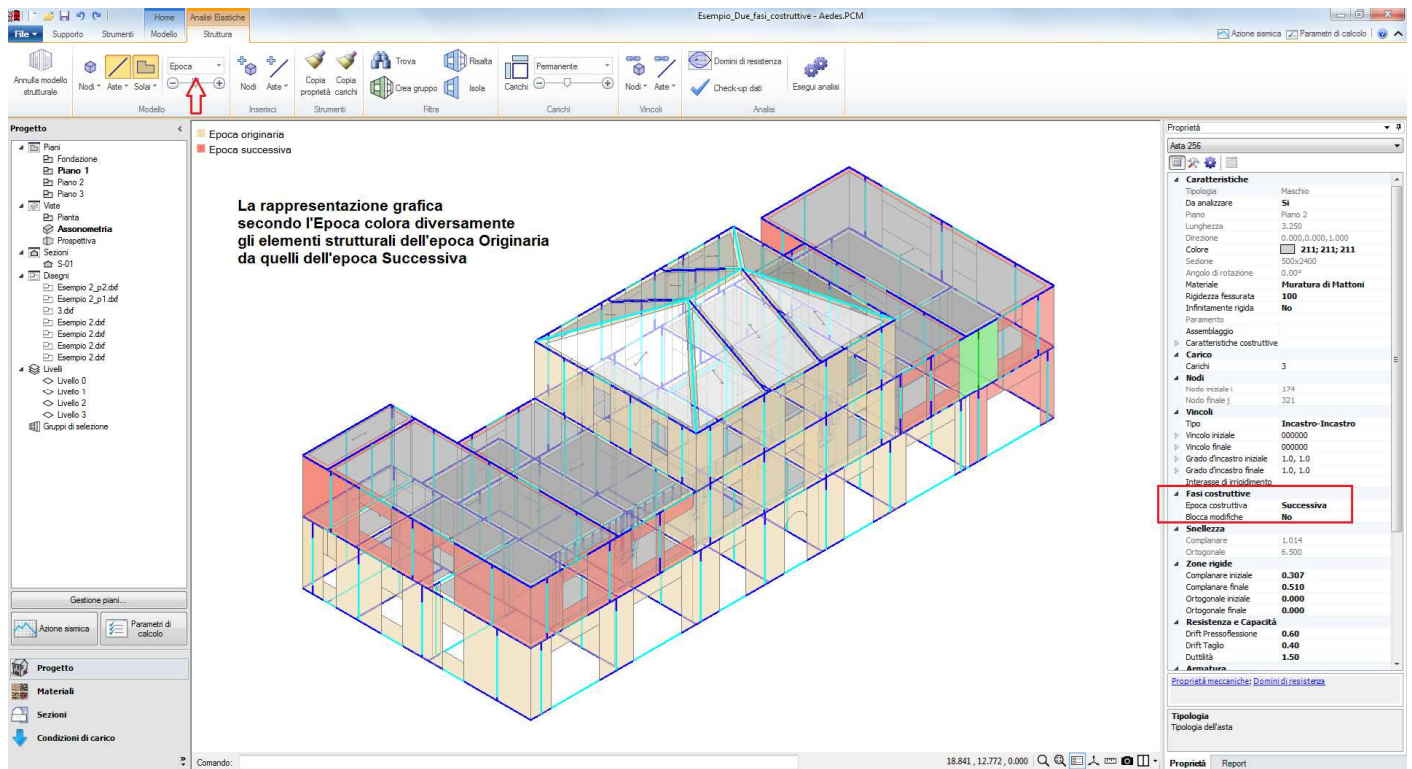 Home
Analisi Elastiche
Esempio_Due_fasi_costruttive - Aedes.PCM
File
Supporto
Strumenti
Modello
Struttura
Azione sismica
Parametri di calcolo
Annulla modello
strutturale
Nodi
Aste
Solai
Epoca
Modello
Nodi
Aste
Inserisci
Copia
proprietà
Copia
carichi
Strumenti
Trova
Crea gruppo
Risalta
Isola
Filtra
Carichi
Permanente
Carichi
Nodi
Aste
Vincoli
Domini di resistenza
Check-up dati
Esegui analisi
Analisi
Progetto
Piani
Fondazione
Piano 1
Piano 2
Piano 3
Viste
Pianta
Assonometria
Prospettiva
Sezioni
S-01
Disegni
Esempio 2_p2.dxf
Esempio 2_p1.dxf
3.dxf
Esempio 2.dxf
Esempio 2.dxf
Esempio 2.dxf
Esempio 2.dxf
Livelli
Livello 0
Livello 1
Livello 2
Livello 3
Gruppi di selezione
Gestione piani...
Azione sismica
Parametri di
calcolo
Progetto
Materiali
Sezioni
Condizioni di carico
Epoca originaria
Epoca successiva
La rappresentazione grafica
secondo l'Epoca colora diversamente
gli elementi strutturali dell'epoca Originaria
da quelli dell'epoca Successiva
Comando:
18.841 , 12.772 , 0.000
Proprietà
Asta 256
Caratteristiche
Tipologia Maschio
Da analizzare Sì
Piano Piano 2
Lunghezza 3.250
Direzione 0.000,0.000,1.000
Colore 211; 211; 211
Sezione 500x2400
Angolo di rotazione 0.00°
Materiale Muratura di Mattoni
Rigidezza fessurata 100
Infinitamente rigida No
Paramento
Assemblaggio
Caratteristiche costruttive
Carico
Carichi 3
Nodi
Nodo iniziale i 174
Nodo finale j 321
Vincoli
Tipo Incastro-Incastro
Vincolo iniziale 000000
Vincolo finale 000000
Grado d'incastro iniziale 1.0, 1.0
Grado d'incastro finale 1.0, 1.0
Interasse di irrigidimento
Fasi costruttive
Epoca costruttiva Successiva
Blocca modifiche No
Snellezza
Complanare 1.014
Ortogonale 6.500
Zone rigide
Complanare iniziale 0.307
Complanare finale 0.510
Ortogonale iniziale 0.000
Ortogonale finale 0.000
Resistenza e Capacità
Drift Pressoflessione 0.60
Drift Taglio 0.40
Duttilità 1.50
Armatura
Proprietà meccaniche; Domini di resistenza
Tipologia
Tipologia dell'asta
Proprietà
Report